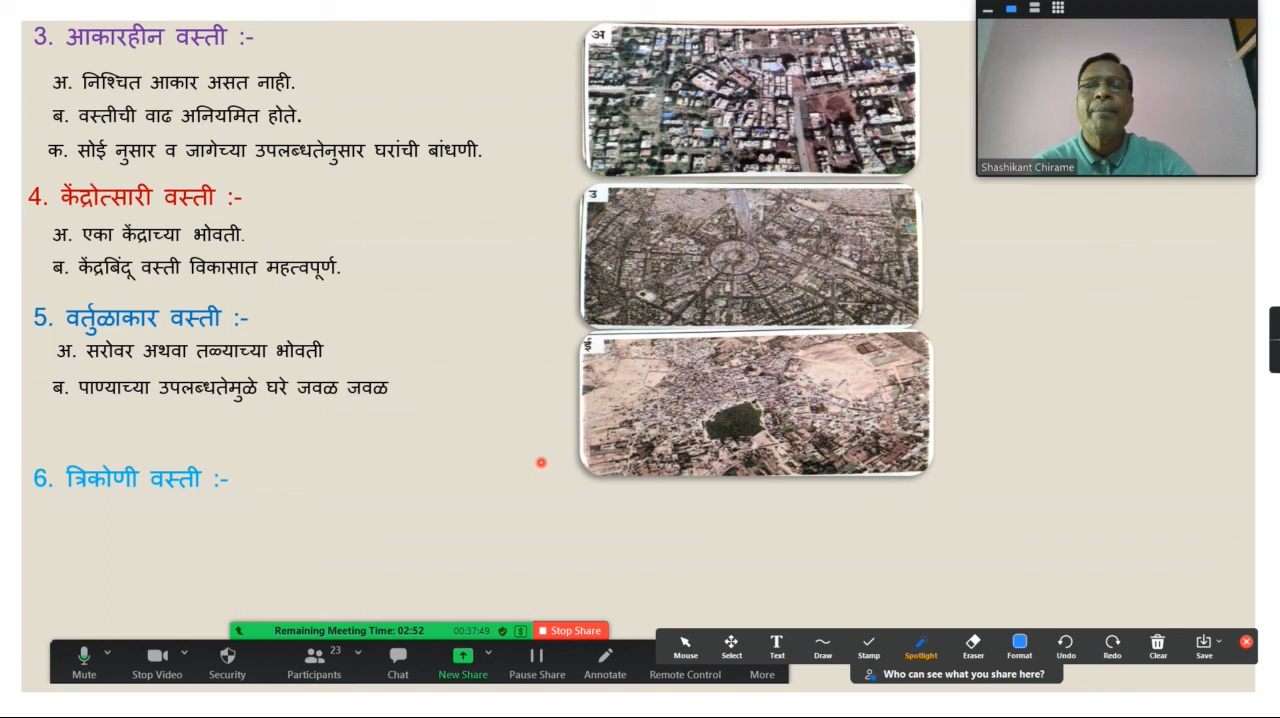 3. आकारहीन वस्ती :-
अ. निश्चित आकार असत नाही.
ब. वस्तीची वाढ अनियमित होते.
क. सोई नुसार व जागेच्या उपलब्धतेनुसार घरांची बांधणी.
4. केंद्रोत्सारी वस्ती :-
अ. एका केंद्राच्या भोवती.
ब. केंद्रबिंदू वस्ती विकासात महत्वपूर्ण.
5. वर्तुळाकार वस्ती :-
अ. सरोवर अथवा तळ्याच्या भोवती
ब. पाण्याच्या उपलब्धतेमुळे घरे जवळ जवळ
6. त्रिकोणी वस्ती :-
अ
उ
ई
Shashikant Chirame
Remaining Meeting Time: 02:52 00:37:49 $ Stop Share
Mute Stop Video Security Participants 23 Chat New Share Pause Share Annotate Remote Control More
Mouse Select Text Draw Stamp Spotlight Eraser Format Undo Redo Clear Save
Who can see what you share here?